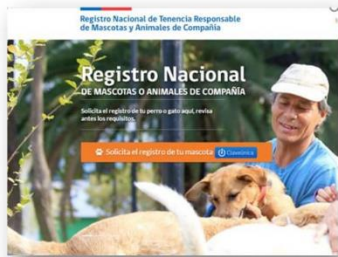 Registro Nacional de Tenencia Responsable
de Mascotas y Animales de Compañía
Registro Nacional
DE MASCOTAS O ANIMALES DE COMPAÑÍA
Solicita el registro de tu perro o gato aquí, revisa
antes los requisitos.
Solicita el registro de tu mascota ClaveÚnica